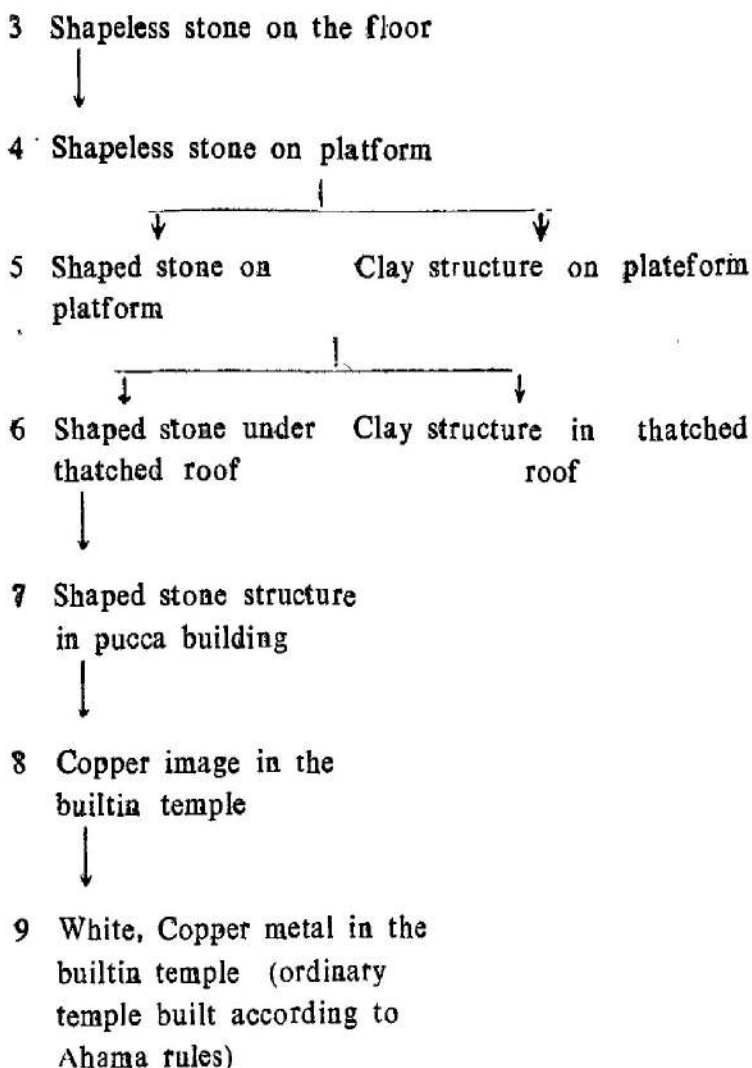 3 Shapeless stone on the floor
4 Shapeless stone on platform
5 Shaped stone on Clay structure on plateform
platform
6 Shaped stone under Clay structure in thatched
thatched roof roof
7 Shaped stone structure
in pucca building
8 Copper image in the
builtin temple
9 White, Copper metal in the
builtin temple (ordinary
temple built according to
Ahama rules)